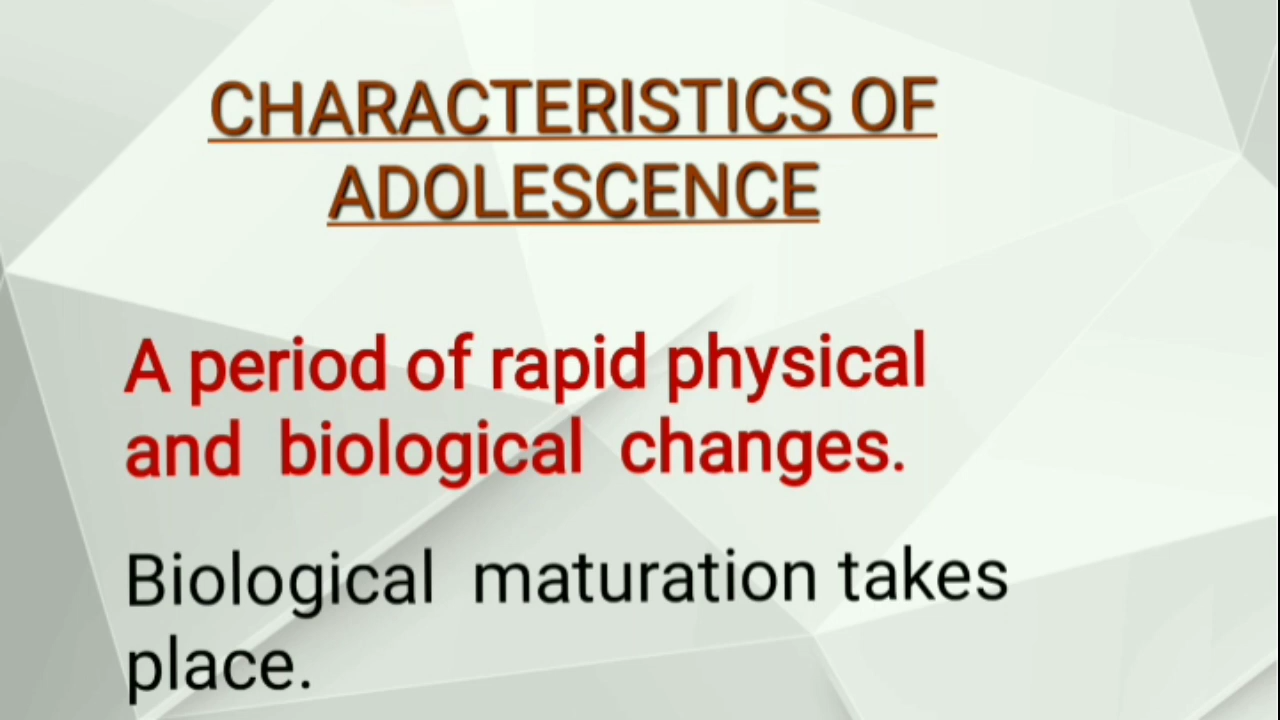 CHARACTERISTICS OF
ADOLESCENCE
A period of rapid physical
and biological changes.
Biological maturation takes
place.